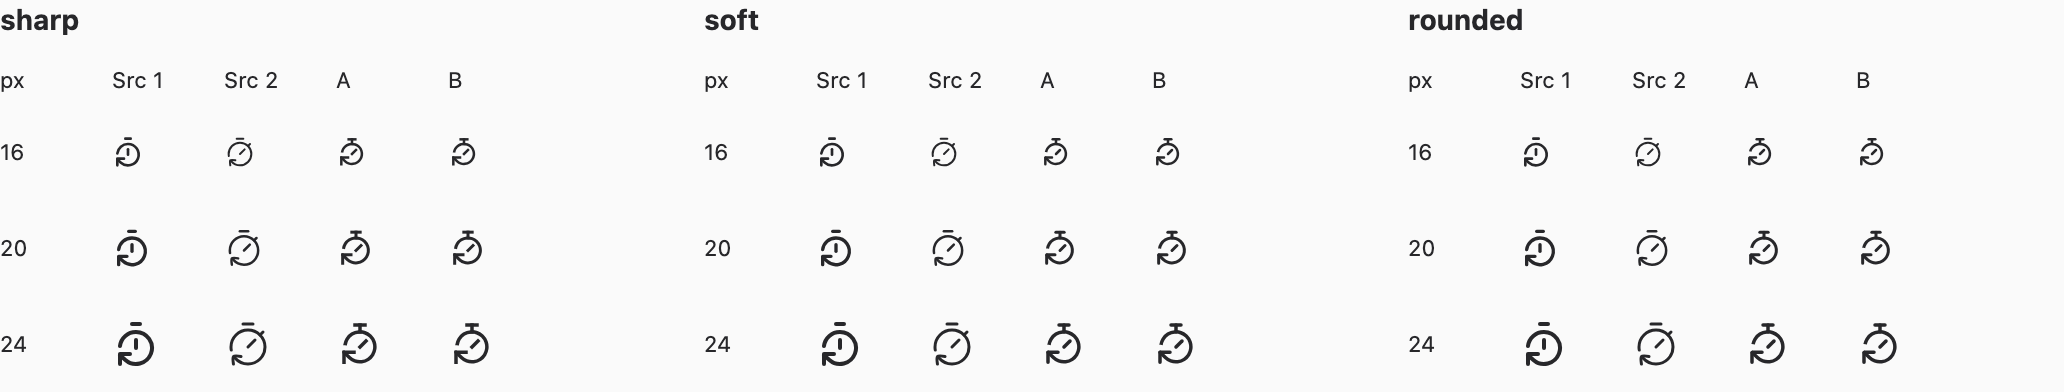 sharp soft rounded
px Src 1 Src 2 A B px Src 1 Src 2 A B px Src 1 Src 2 A B
16 16 16
20 20 20
24 24 24